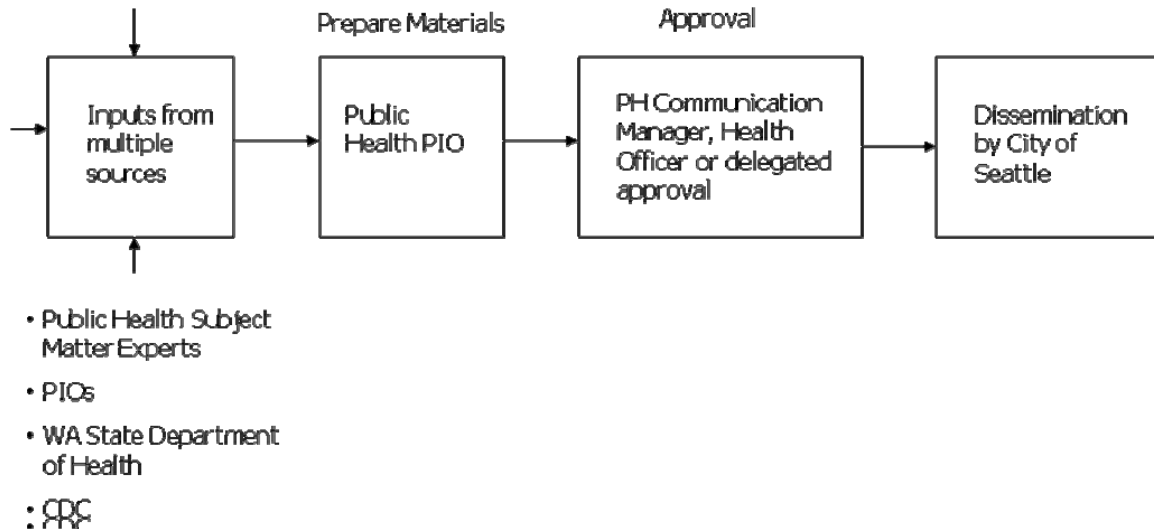 Prepare Materials
Approval
Inputs from
multiple
sources
Public
Health PIO
PH Communication
Manager, Health
Officer or delegated
approval
Dissemination
by City of
Seattle
• Public Health Subject
Matter Experts
• PIOs
• WA State Department
of Health
• CDC